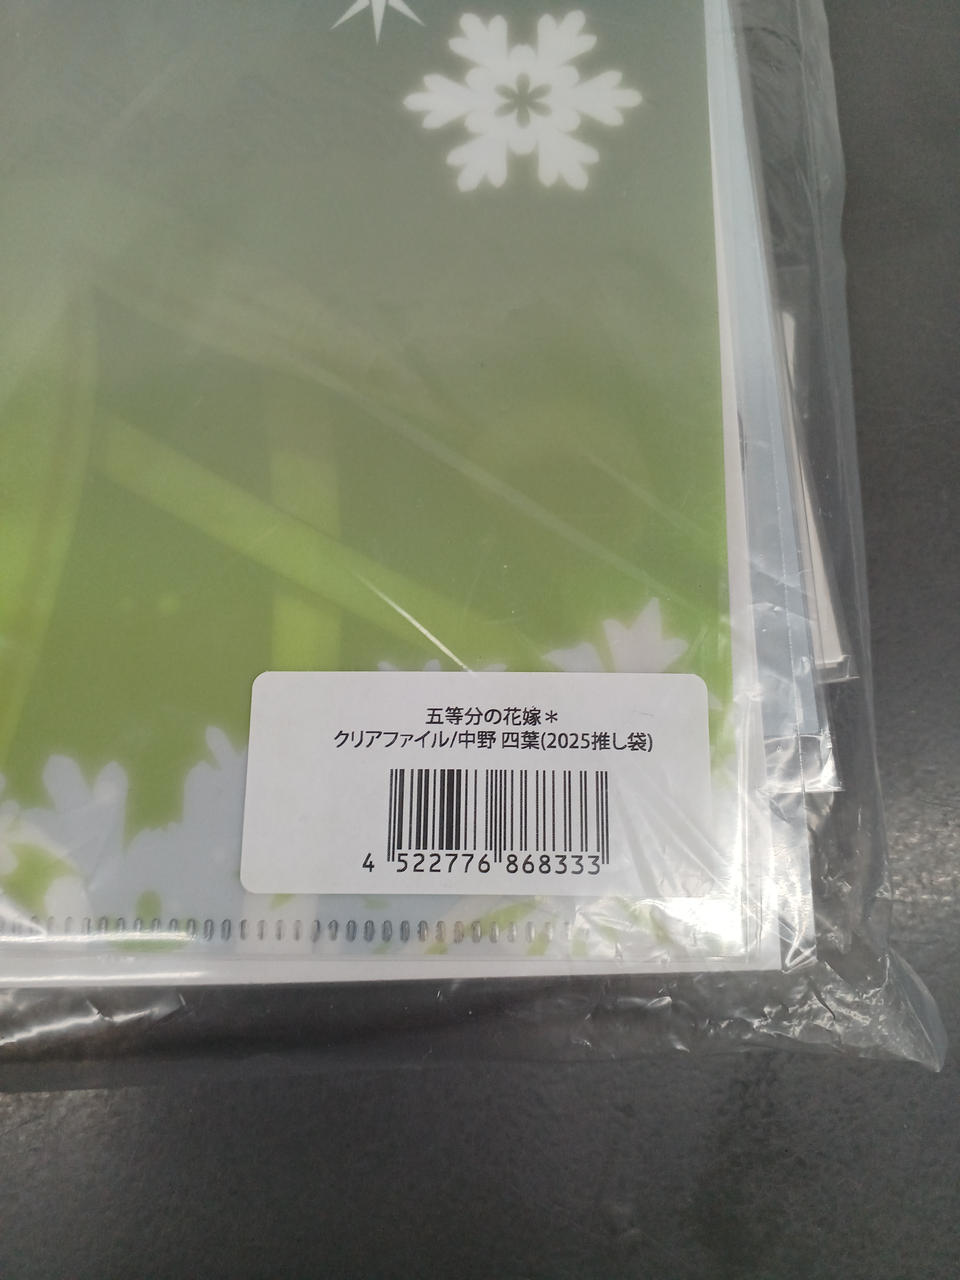 五等分の花嫁＊
クリアファイル/中野 四葉(2025推し袋)
4 522776 868333